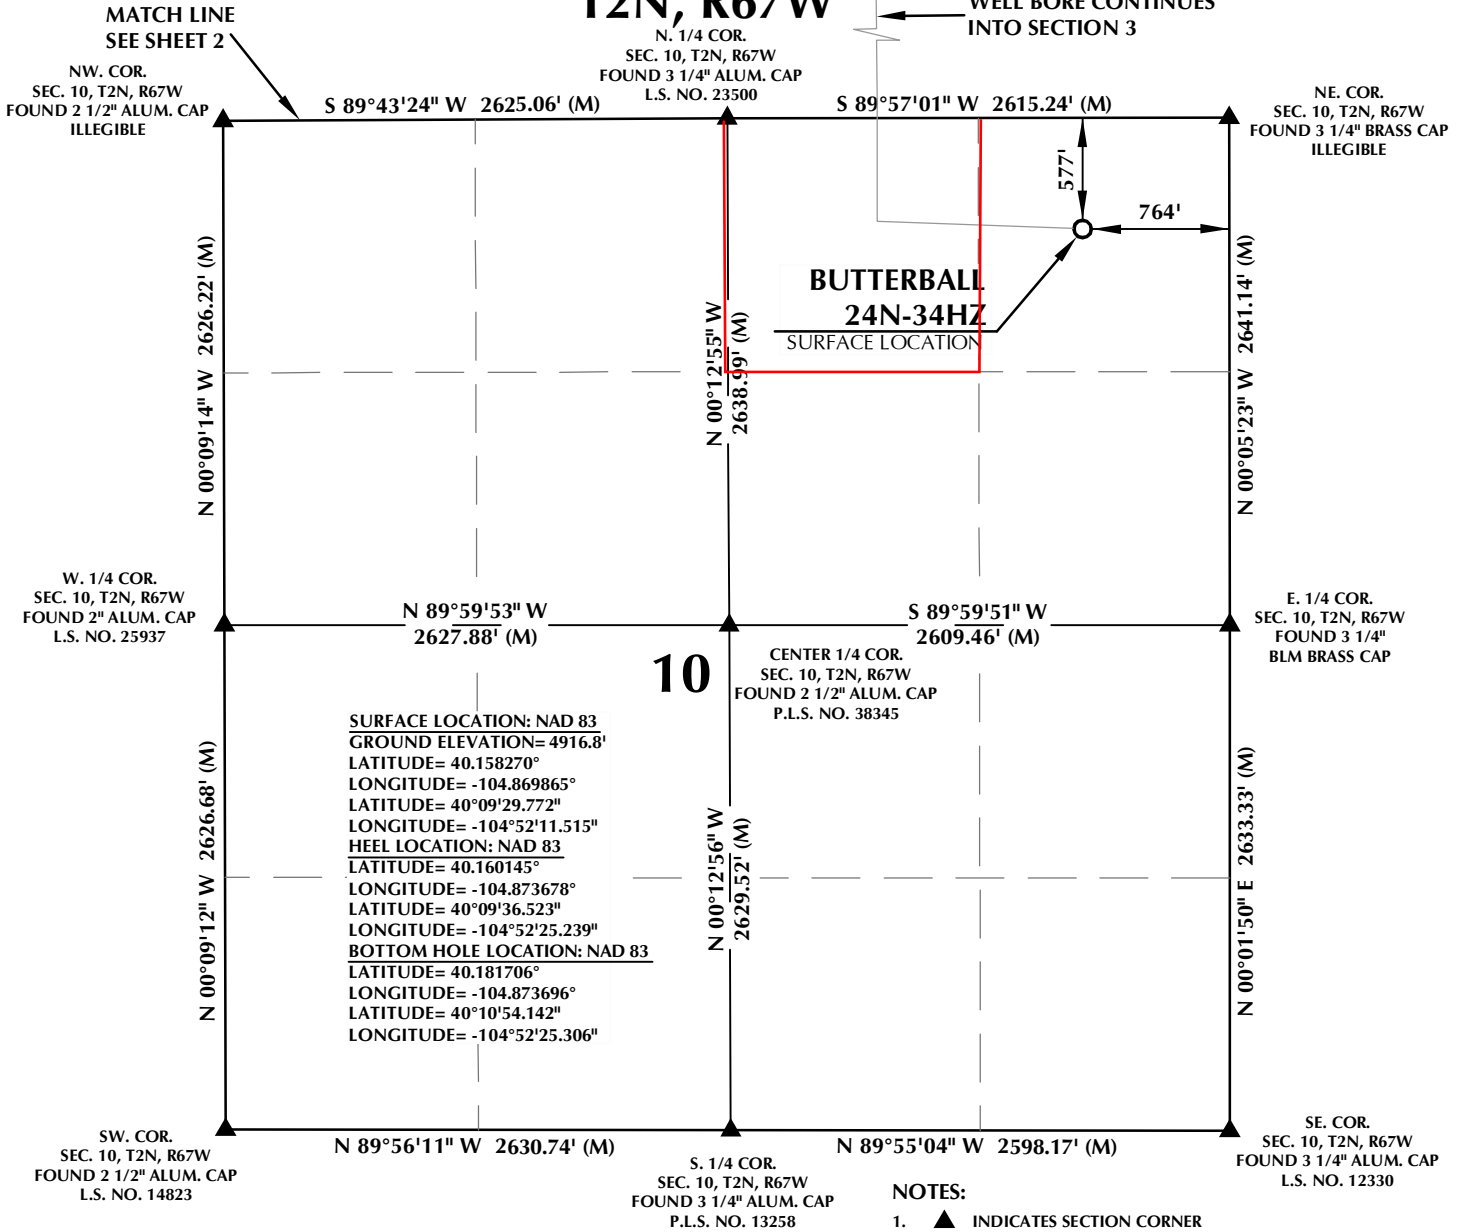 MATCH LINE
SEE SHEET 2
T2N, R67W
WELL BORE CONTINUES
INTO SECTION 3
NW. COR.
SEC. 10, T2N, R67W
FOUND 2 1/2" ALUM. CAP
ILLEGIBLE
N. 1/4 COR.
SEC. 10, T2N, R67W
FOUND 3 1/4" ALUM. CAP
L.S. NO. 23500
NE. COR.
SEC. 10, T2N, R67W
FOUND 3 1/4" BRASS CAP
ILLEGIBLE
S 89°43'24" W 2625.06' (M)
S 89°57'01" W 2615.24' (M)
577'
764'
N 00°09'14" W 2626.22' (M)
N 00°12'55" W
2638.99' (M)
BUTTERBALL
24N-34HZ
SURFACE LOCATION
N 00°05'23" W 2641.14' (M)
W. 1/4 COR.
SEC. 10, T2N, R67W
FOUND 2" ALUM. CAP
L.S. NO. 25937
N 89°59'53" W
2627.88' (M)
S 89°59'51" W
2609.46' (M)
E. 1/4 COR.
SEC. 10, T2N, R67W
FOUND 3 1/4"
BLM BRASS CAP
10
CENTER 1/4 COR.
SEC. 10, T2N, R67W
FOUND 2 1/2" ALUM. CAP
P.L.S. NO. 38345
SURFACE LOCATION: NAD 83
GROUND ELEVATION= 4916.8'
LATITUDE= 40.158270°
LONGITUDE= -104.869865°
LATITUDE= 40°09'29.772"
LONGITUDE= -104°52'11.515"
HEEL LOCATION: NAD 83
LATITUDE= 40.160145°
LONGITUDE= -104.873678°
LATITUDE= 40°09'36.523"
LONGITUDE= -104°52'25.239"
BOTTOM HOLE LOCATION: NAD 83
LATITUDE= 40.181706°
LONGITUDE= -104.873696°
LATITUDE= 40°10'54.142"
LONGITUDE= -104°52'25.306"
N 00°09'12" W 2626.68' (M)
N 00°12'56" W
2629.52' (M)
N 00°01'50" E 2633.33' (M)
SW. COR.
SEC. 10, T2N, R67W
FOUND 2 1/2" ALUM. CAP
L.S. NO. 14823
N 89°56'11" W 2630.74' (M)
N 89°55'04" W 2598.17' (M)
S. 1/4 COR.
SEC. 10, T2N, R67W
FOUND 3 1/4" ALUM. CAP
P.L.S. NO. 13258
SE. COR.
SEC. 10, T2N, R67W
FOUND 3 1/4" ALUM. CAP
L.S. NO. 12330
NOTES:
1. ▲ INDICATES SECTION CORNER